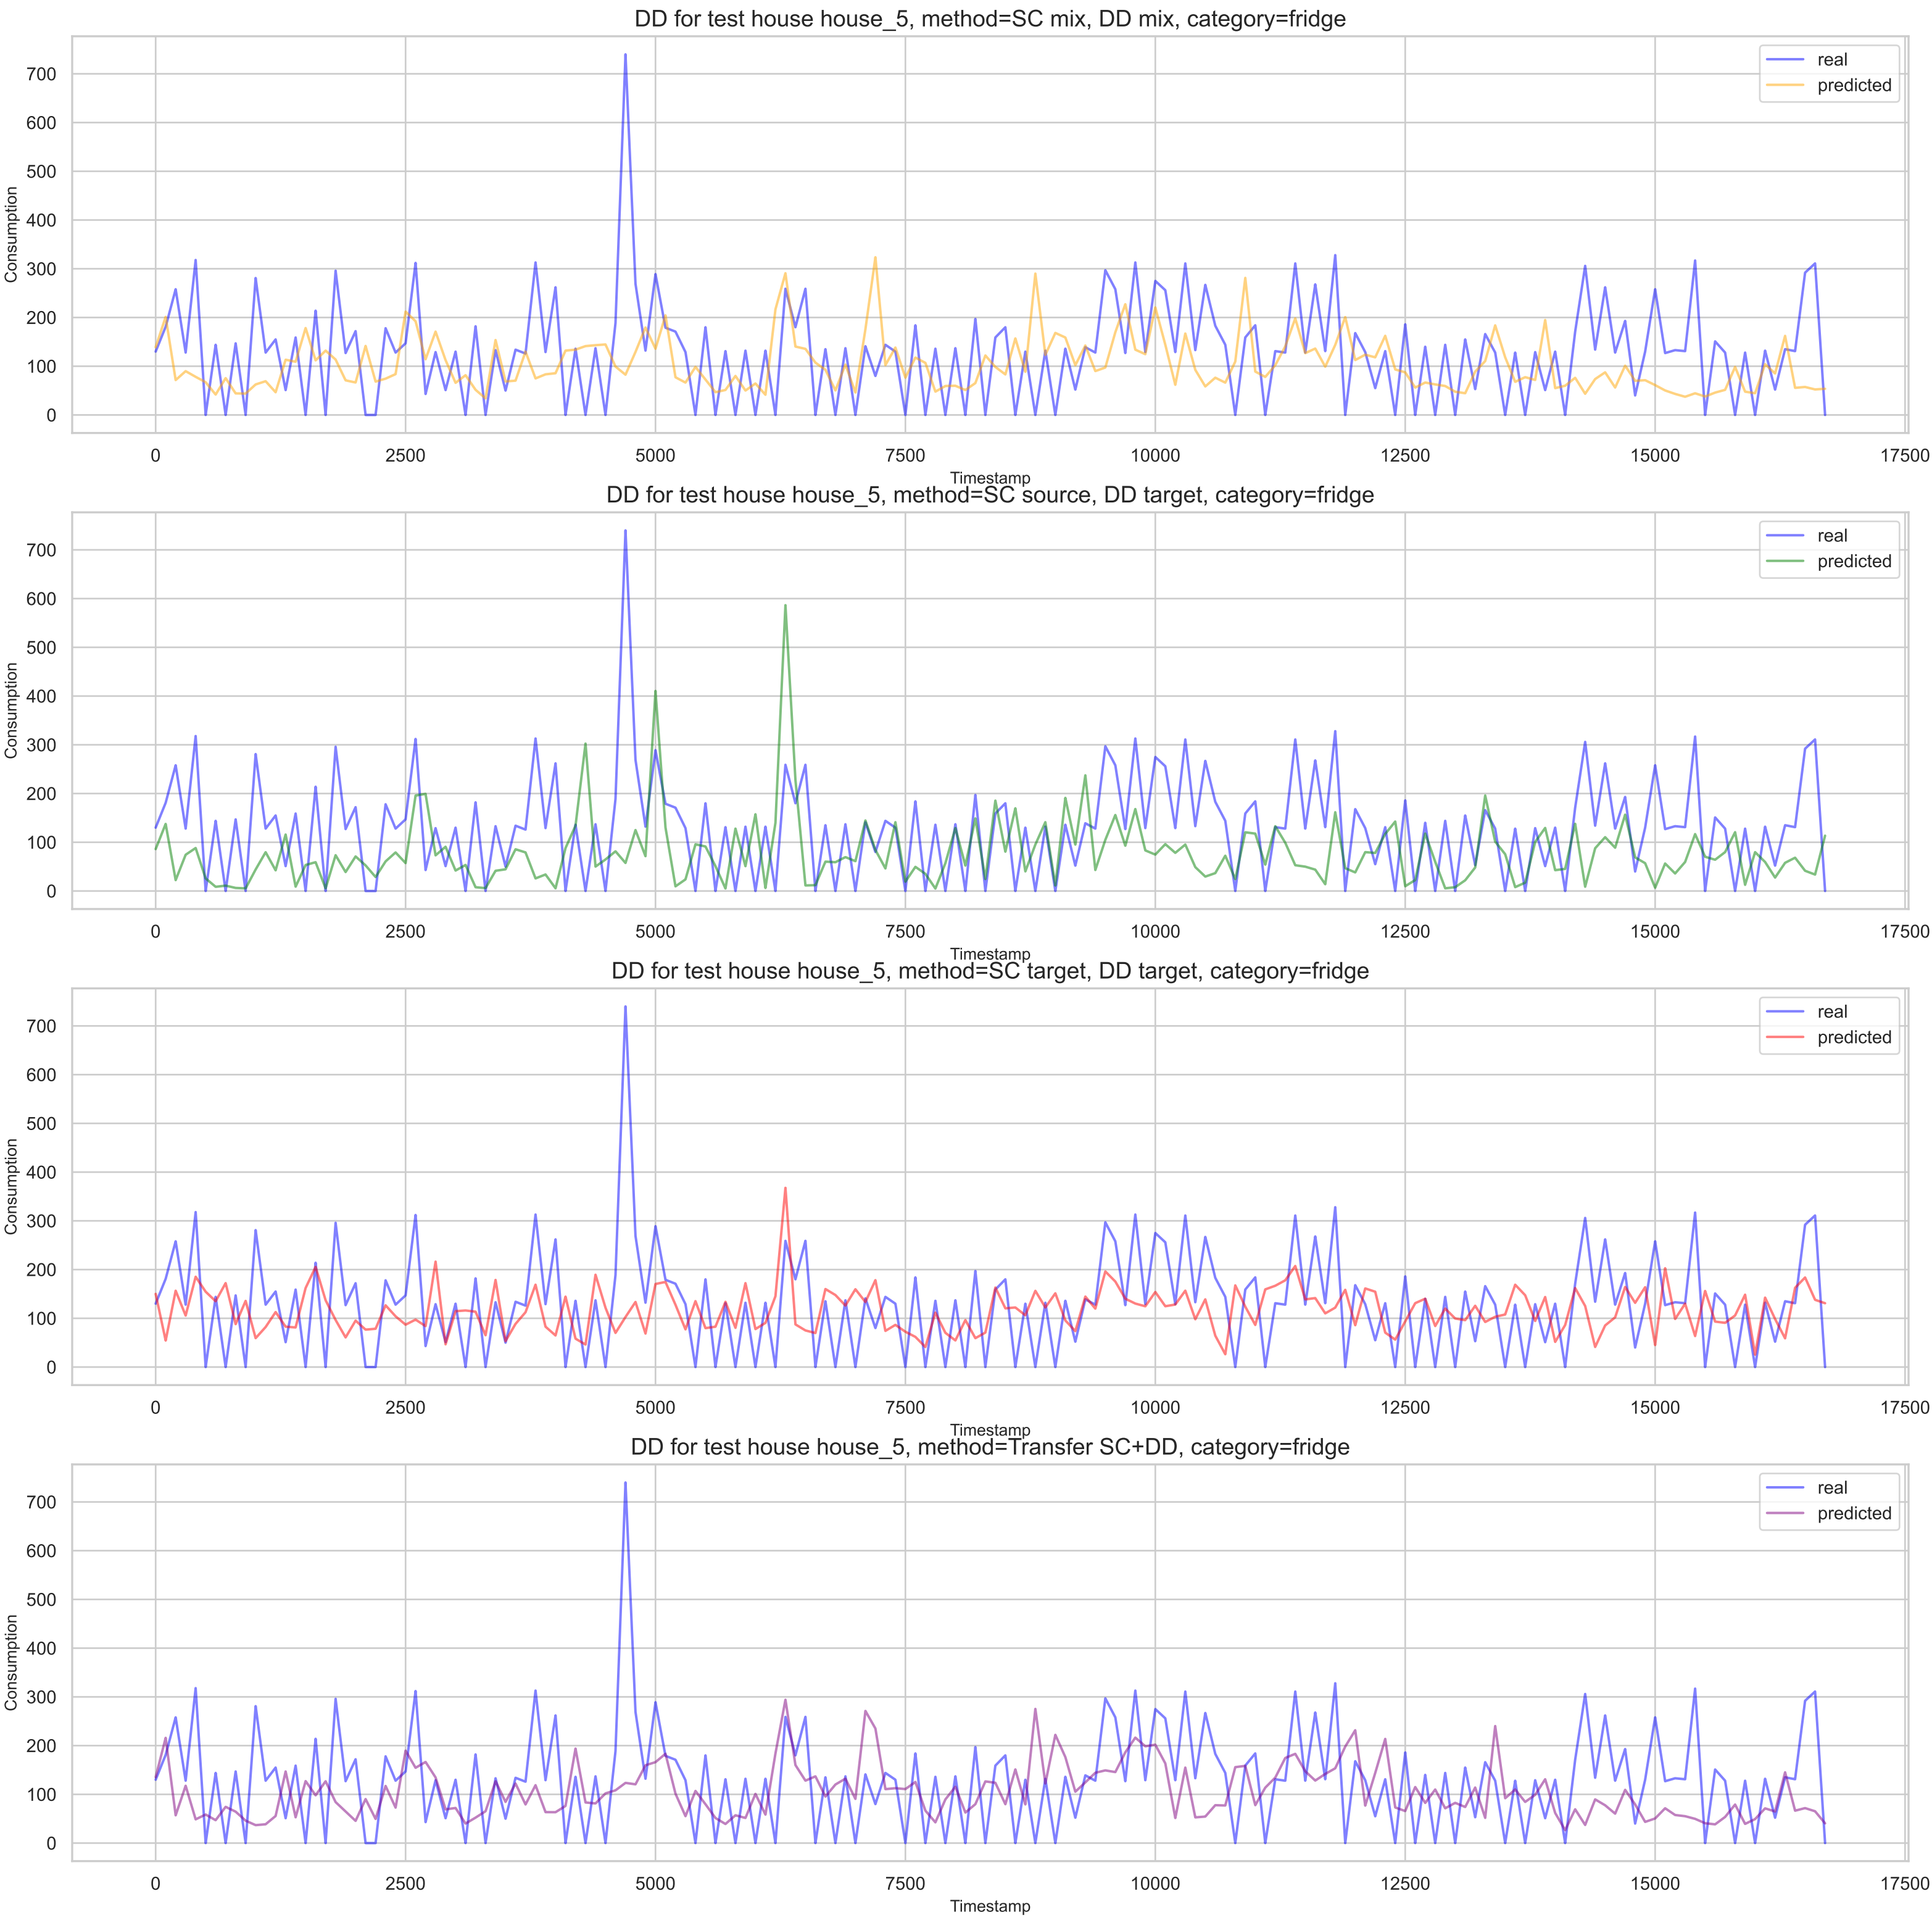 DD for test house house_5, method=SC mix, DD mix, category=fridge
real
predicted
Consumption
700
600
500
400
300
200
100
0
0 2500 5000 7500 10000 12500 15000 17500
Timestamp
DD for test house house_5, method=SC source, DD target, category=fridge
real
predicted
Consumption
700
600
500
400
300
200
100
0
0 2500 5000 7500 10000 12500 15000 17500
Timestamp
DD for test house house_5, method=SC target, DD target, category=fridge
real
predicted
Consumption
700
600
500
400
300
200
100
0
0 2500 5000 7500 10000 12500 15000 17500
Timestamp
DD for test house house_5, method=Transfer SC+DD, category=fridge
real
predicted
Consumption
700
600
500
400
300
200
100
0
0 2500 5000 7500 10000 12500 15000 17500
Timestamp